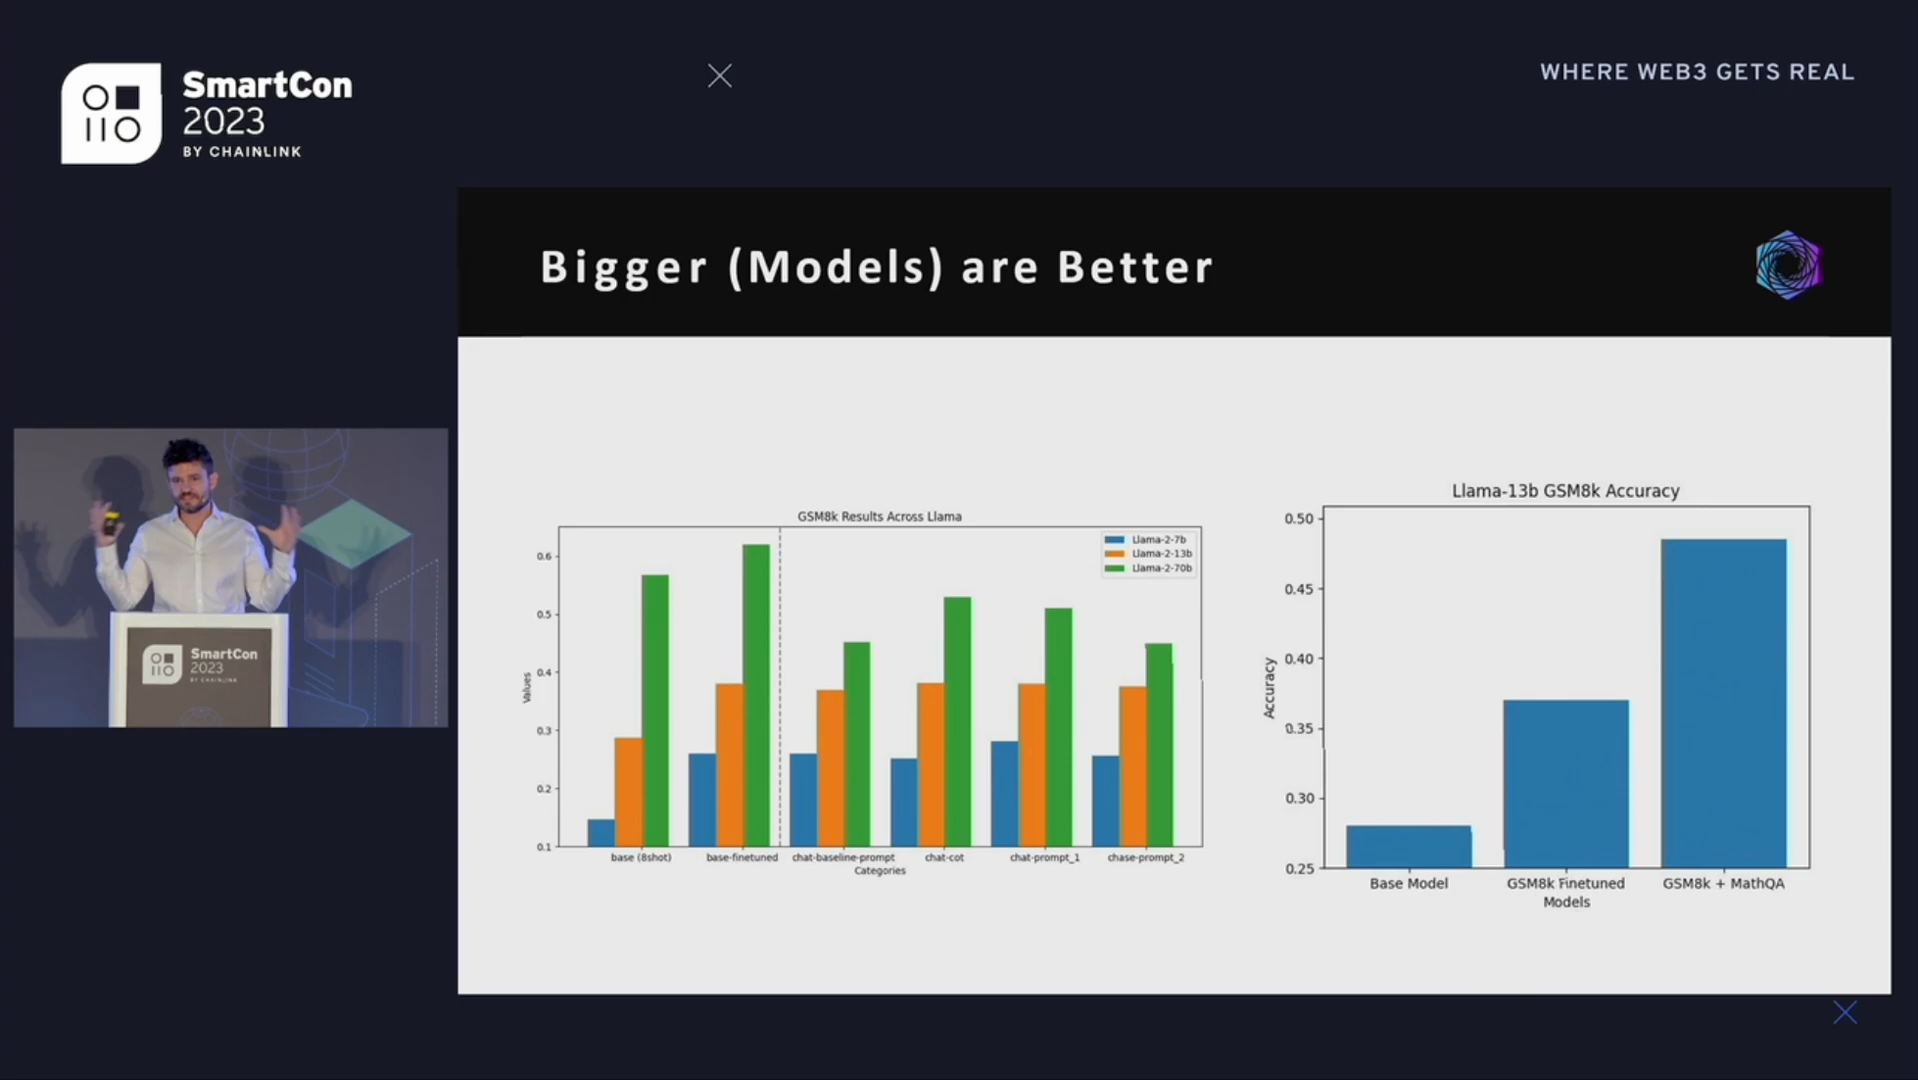 SmartCon
2023
BY CHAINLINK
WHERE WEB3 GETS REAL
Bigger (Models) are Better
SmartCon
2023
BY CHAINLINK
GSM8k Results Across Llama
Llama-2-7b
Llama-2-13b
Llama-2-70b
Values
0.6
0.5
0.4
0.3
0.2
0.1
base (8shot) base-finetuned chat-baseline-prompt chat-cot chat-prompt_1 chase-prompt_2
Categories
Llama-13b GSM8k Accuracy
Accuracy
0.50
0.45
0.40
0.35
0.30
0.25
Base Model GSM8k Finetuned GSM8k + MathQA
Models